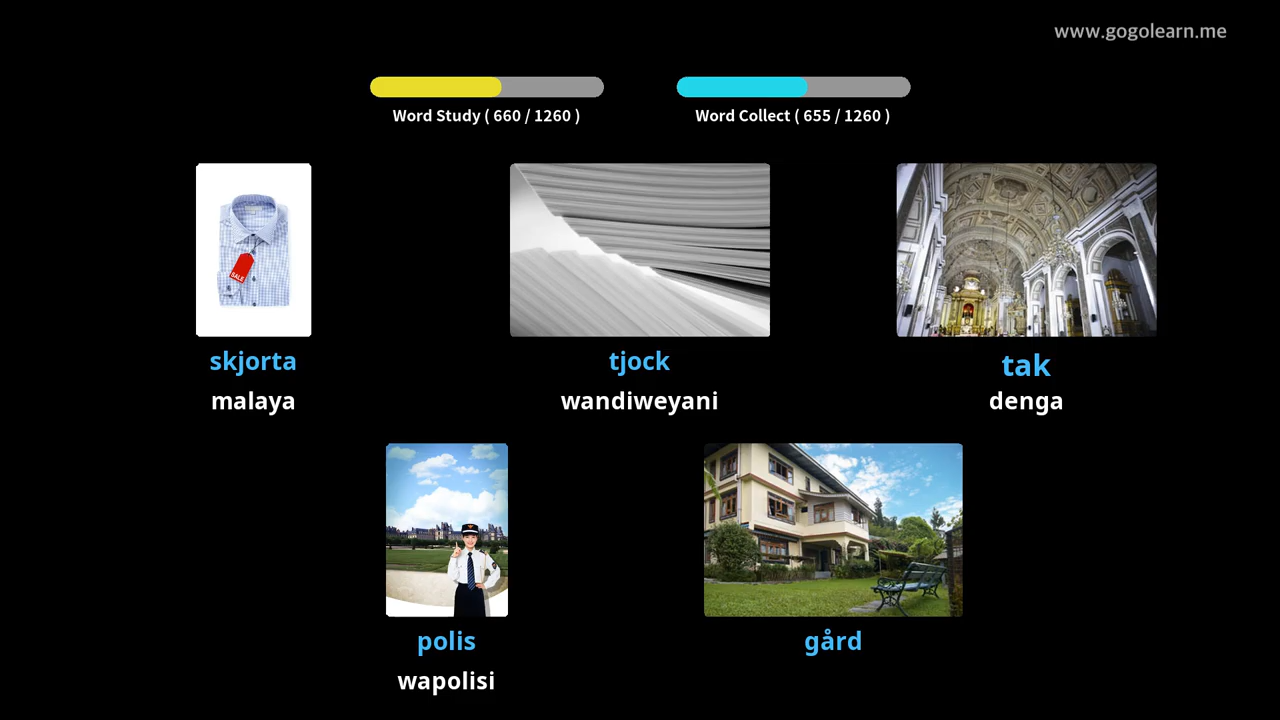 www.gogolearn.me
Word Study ( 660 / 1260 )
Word Collect ( 655 / 1260 )
SALE
skjorta
malaya
tjock
wandiweyani
tak
denga
polis
wapolisi
gård